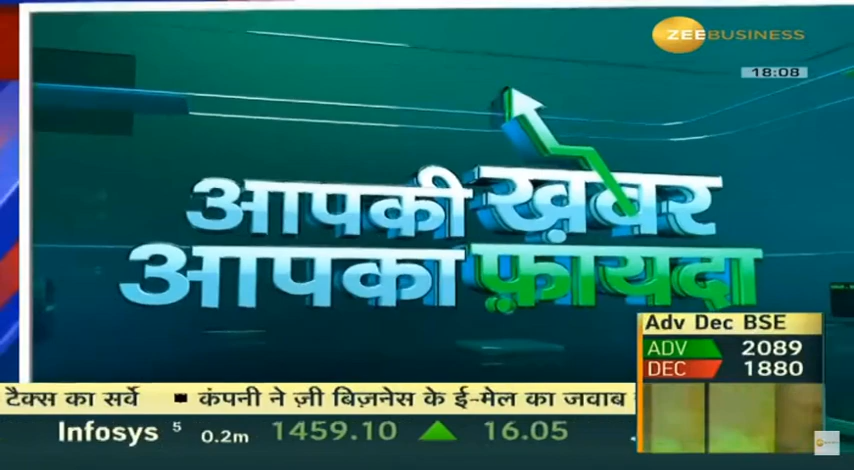 ZEEBUSINESS
18:08
आपकी ख़बर
आपका फ़ायदा
Adv Dec BSE
ADV 2089
DEC 1880
टैक्स का सर्वे ■ कंपनी ने ज़ी बिज़नेस के ई-मेल का जवाब
Infosys 5 0.2m 1459.10 ▲ 16.05